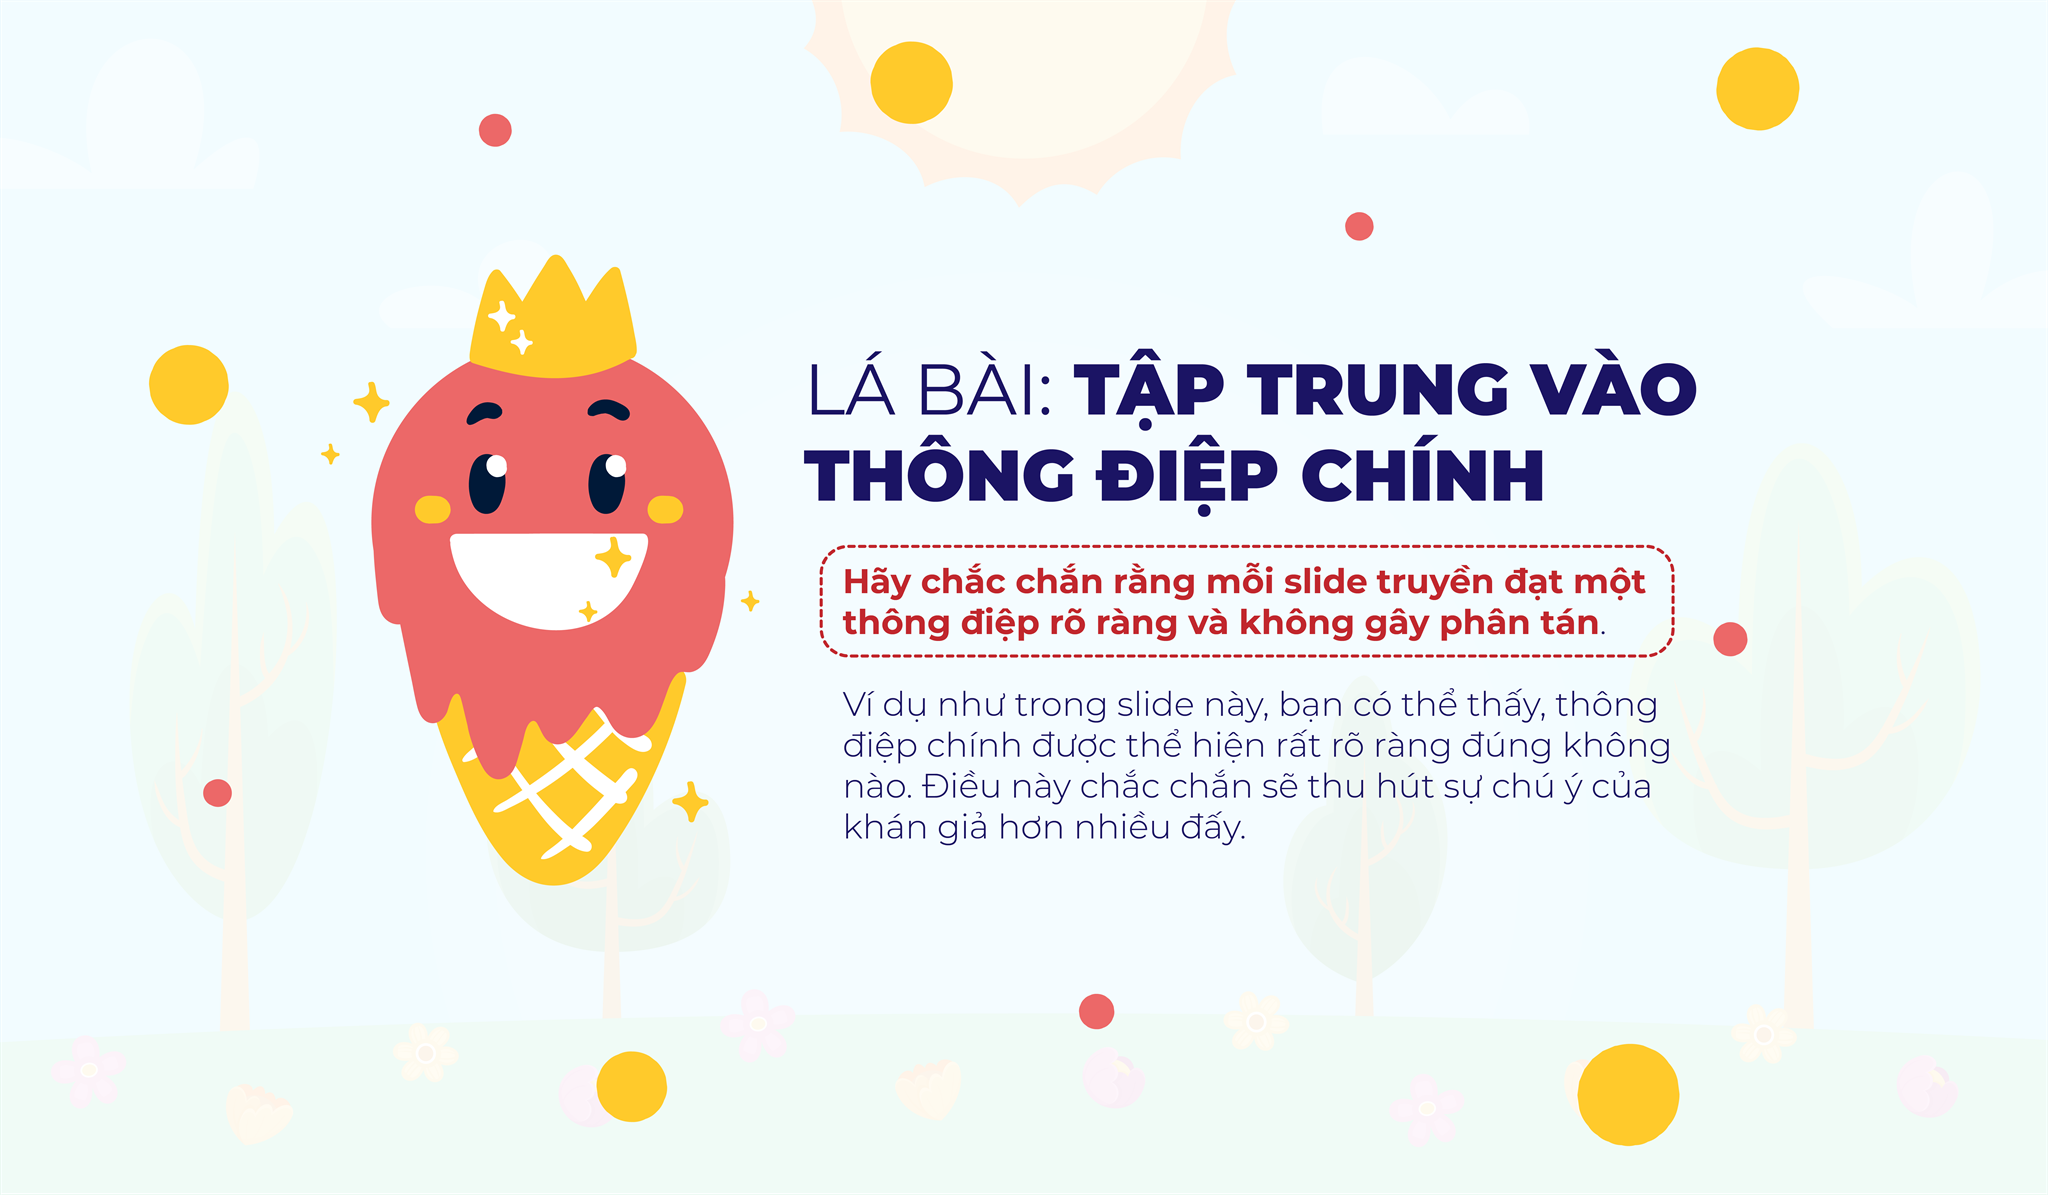 LÁ BÀI: TẬP TRUNG VÀO
THÔNG ĐIỆP CHÍNH
Hãy chắc chắn rằng mỗi slide truyền đạt một
thông điệp rõ ràng và không gây phân tán.
Ví dụ như trong slide này, bạn có thể thấy, thông
điệp chính được thể hiện rất rõ ràng đúng không
nào. Điều này chắc chắn sẽ thu hút sự chú ý của
khán giả hơn nhiều đấy.